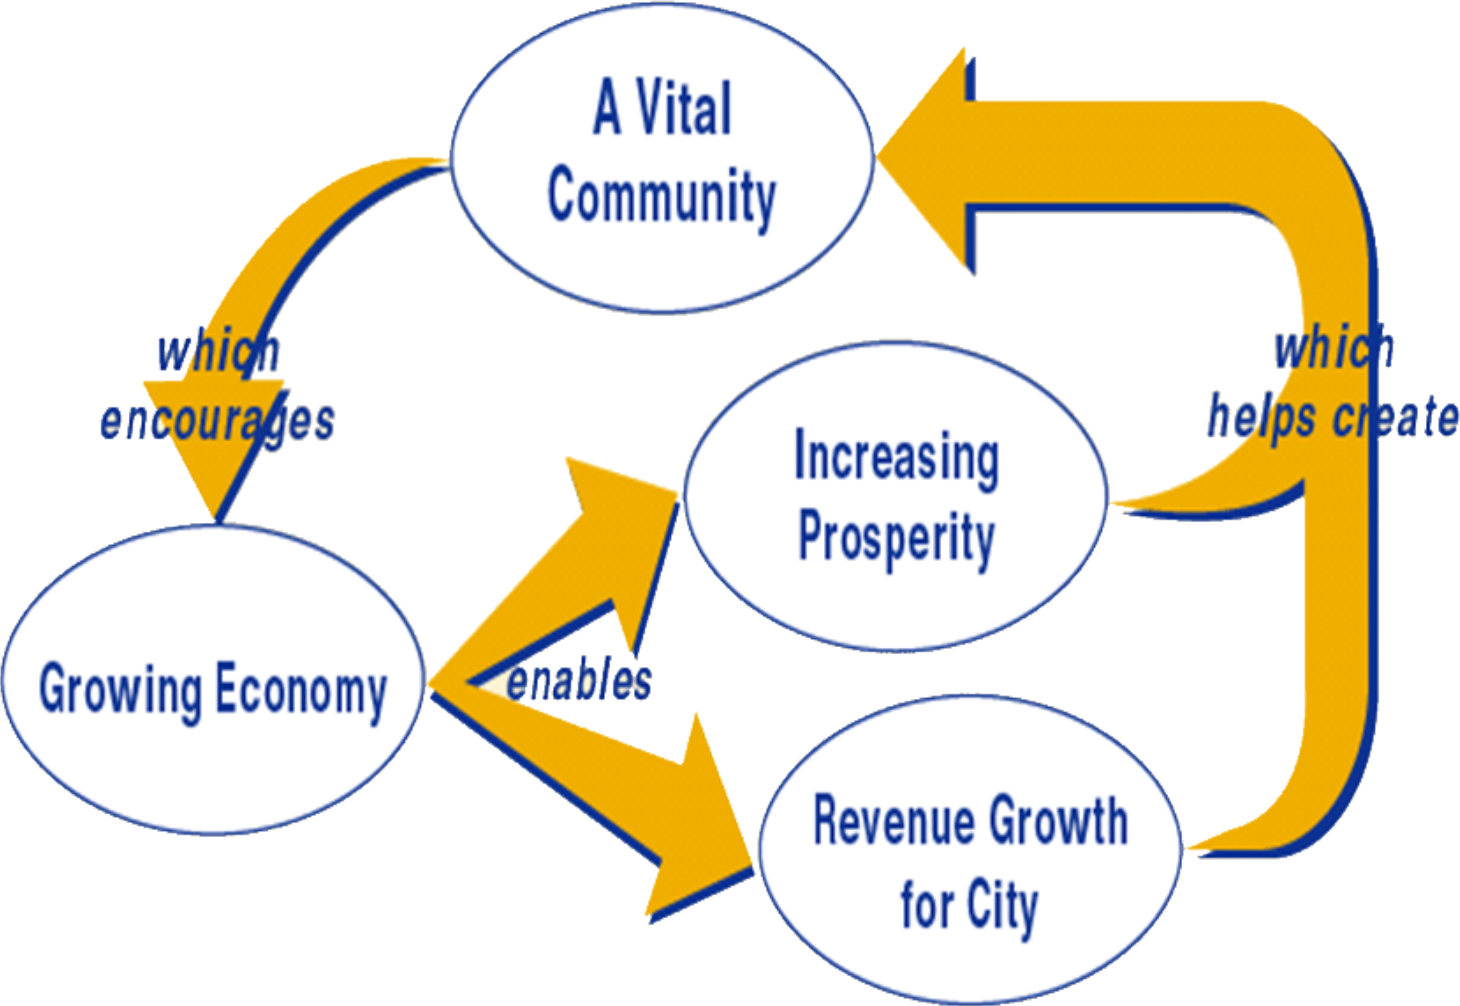 A Vital
Community
which
encourages
Growing Economy
enables
Increasing
Prosperity
Revenue Growth
for City
which
helps create